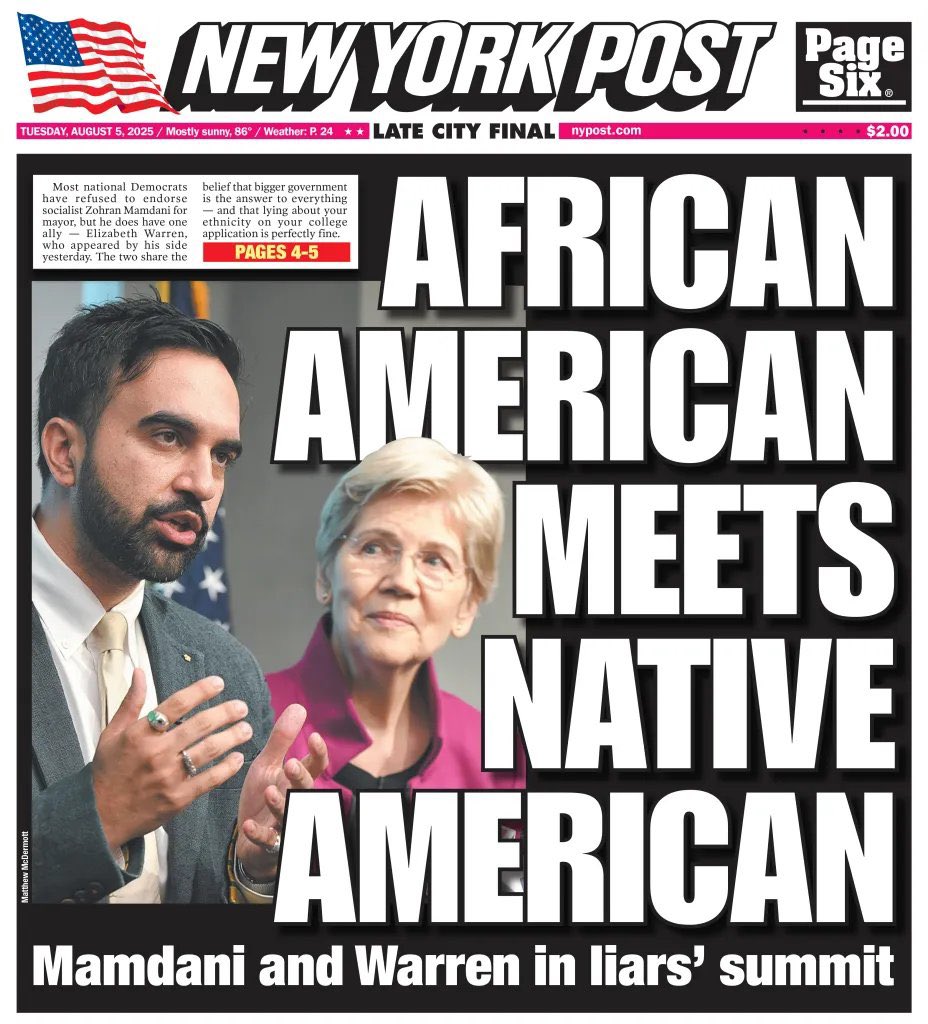 NEW YORK POST
Page
Six®
TUESDAY, AUGUST 5, 2025 / Mostly sunny, 86° / Weather: P. 24 ★★ LATE CITY FINAL nypost.com $2.00
Most national Democrats
have refused to endorse
socialist Zohran Mamdani for
mayor, but he does have one
ally — Elizabeth Warren,
who appeared by his side
yesterday. The two share the
belief that bigger government
is the answer to everything
— and that lying about your
ethnicity on your college
application is perfectly fine.
PAGES 4-5
AFRICAN
AMERICAN
MEETS
NATIVE
AMERICAN
Matthew McDermott
Mamdani and Warren in liars’ summit